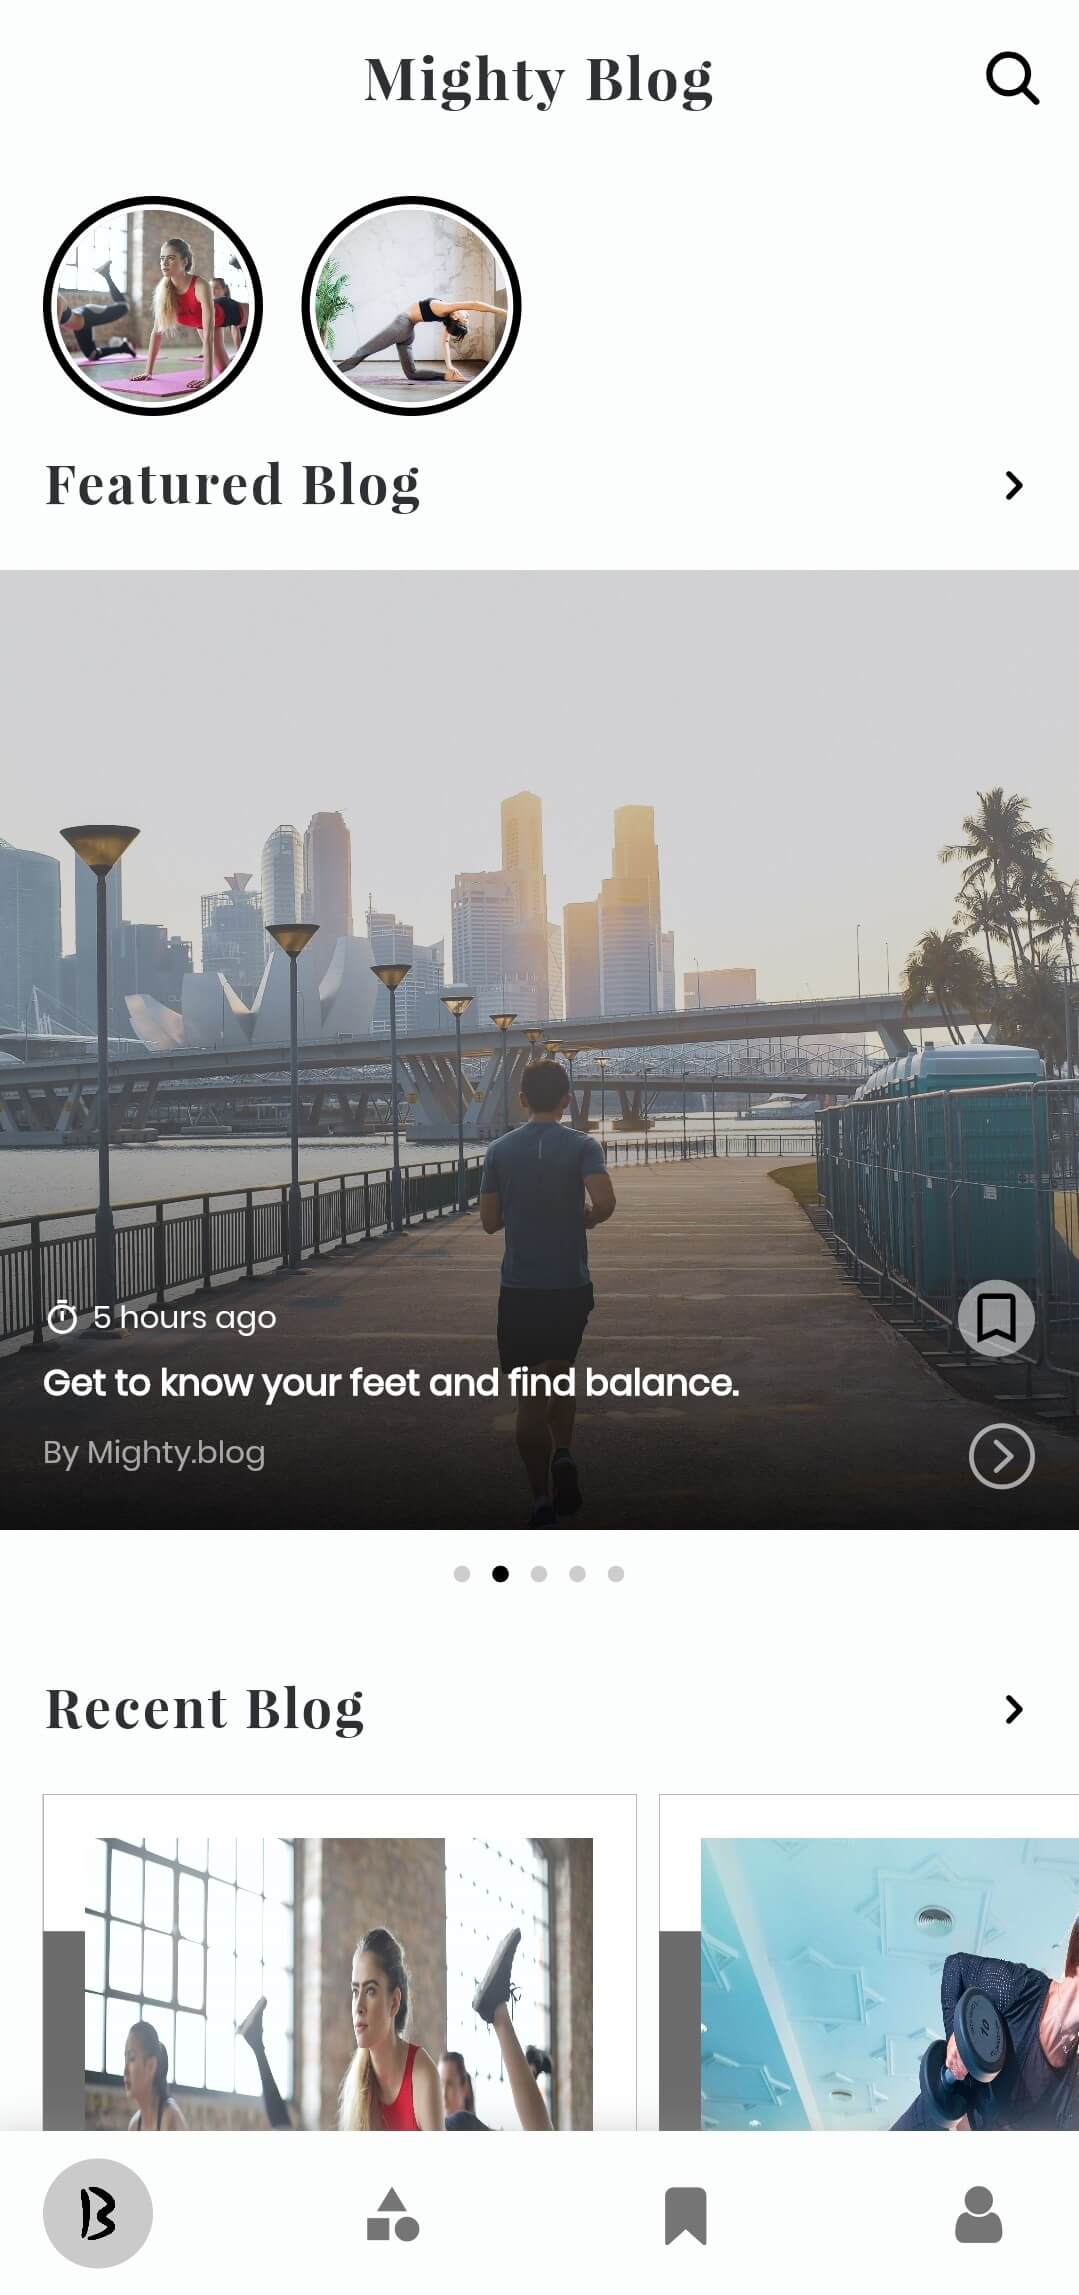 Mighty Blog
Featured Blog
5 hours ago
Get to know your feet and find balance.
By Mighty.blog
Recent Blog
10
B